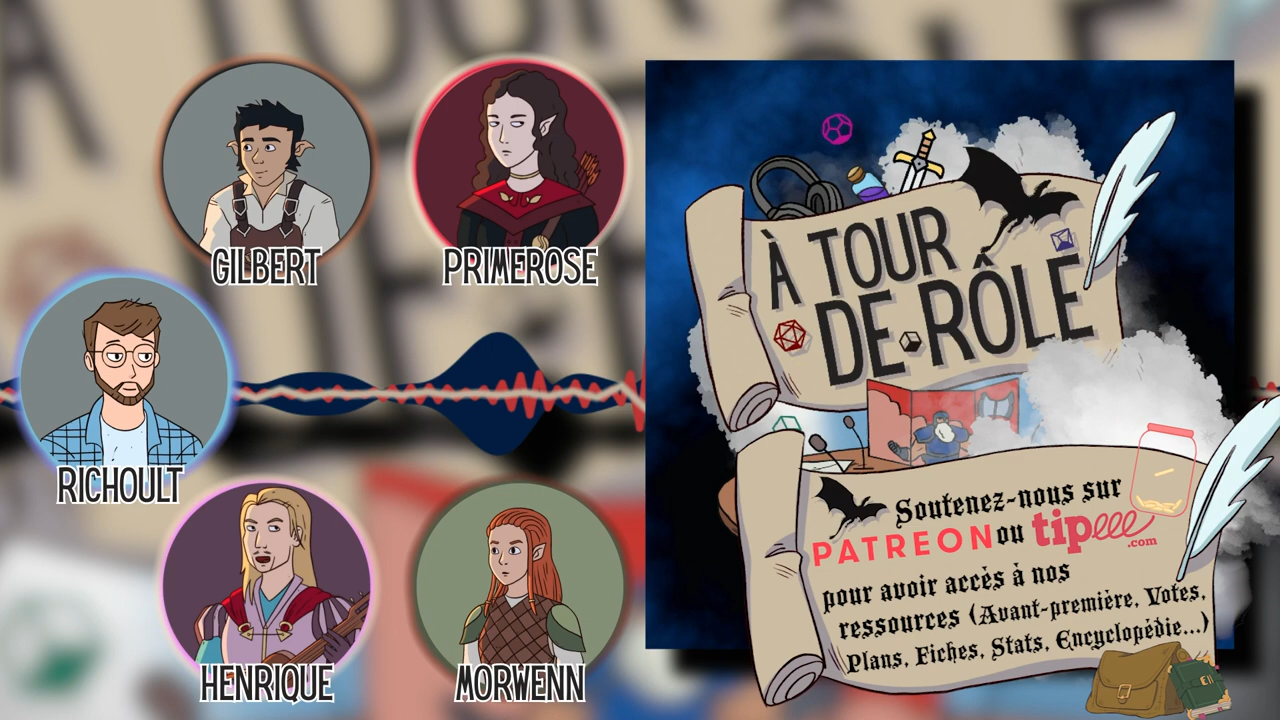 GILBERT
PRIMEROSE
RICHOULT
HENRIQUE
MORWENN
À TOUR
DE RÔLE
Soutenez-nous sur
PATREON ou tipeee.com
pour avoir accès à nos
ressources (Avant-première, Votes,
Plans, Fiches, Stats, Encyclopédie...)